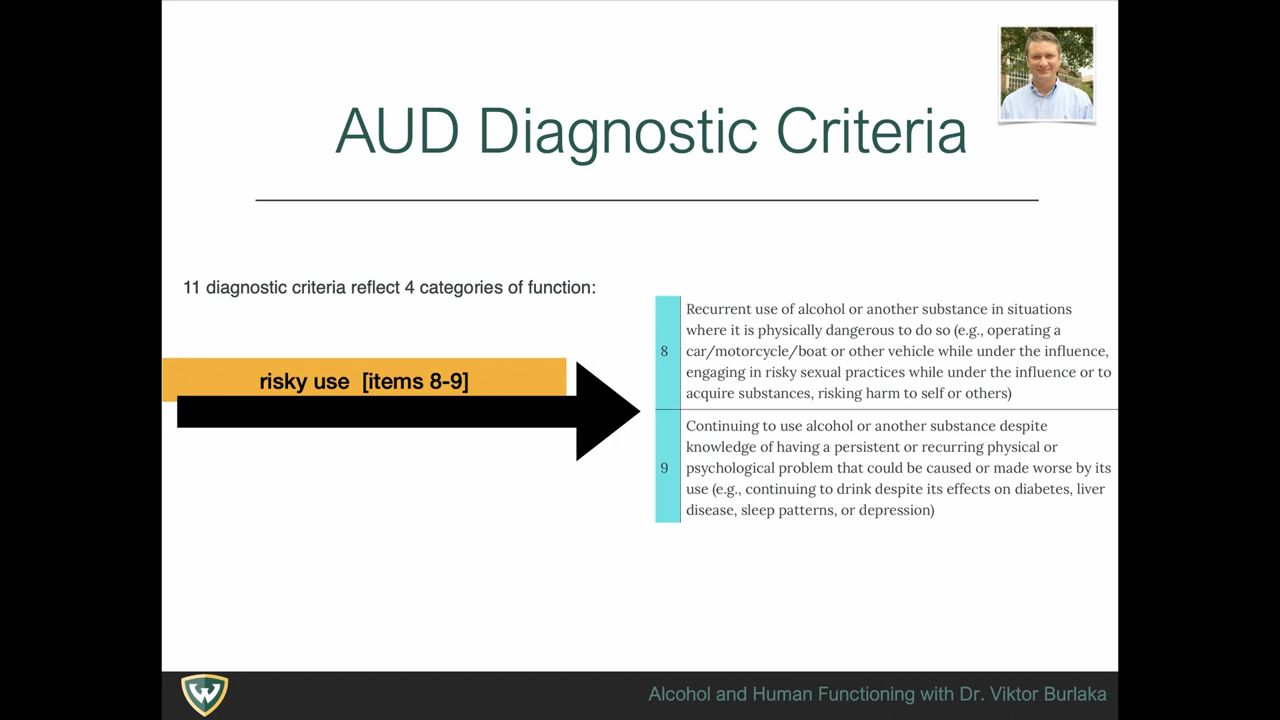 AUD Diagnostic Criteria
11 diagnostic criteria reflect 4 categories of function:
risky use [items 8-9]
8
Recurrent use of alcohol or another substance in situations
where it is physically dangerous to do so (e.g., operating a
car/motorcycle/boat or other vehicle while under the influence,
engaging in risky sexual practices while under the influence or to
acquire substances, risking harm to self or others)
9
Continuing to use alcohol or another substance despite
knowledge of having a persistent or recurring physical or
psychological problem that could be caused or made worse by its
use (e.g., continuing to drink despite its effects on diabetes, liver
disease, sleep patterns, or depression)
W
Alcohol and Human Functioning with Dr. Viktor Burlaka